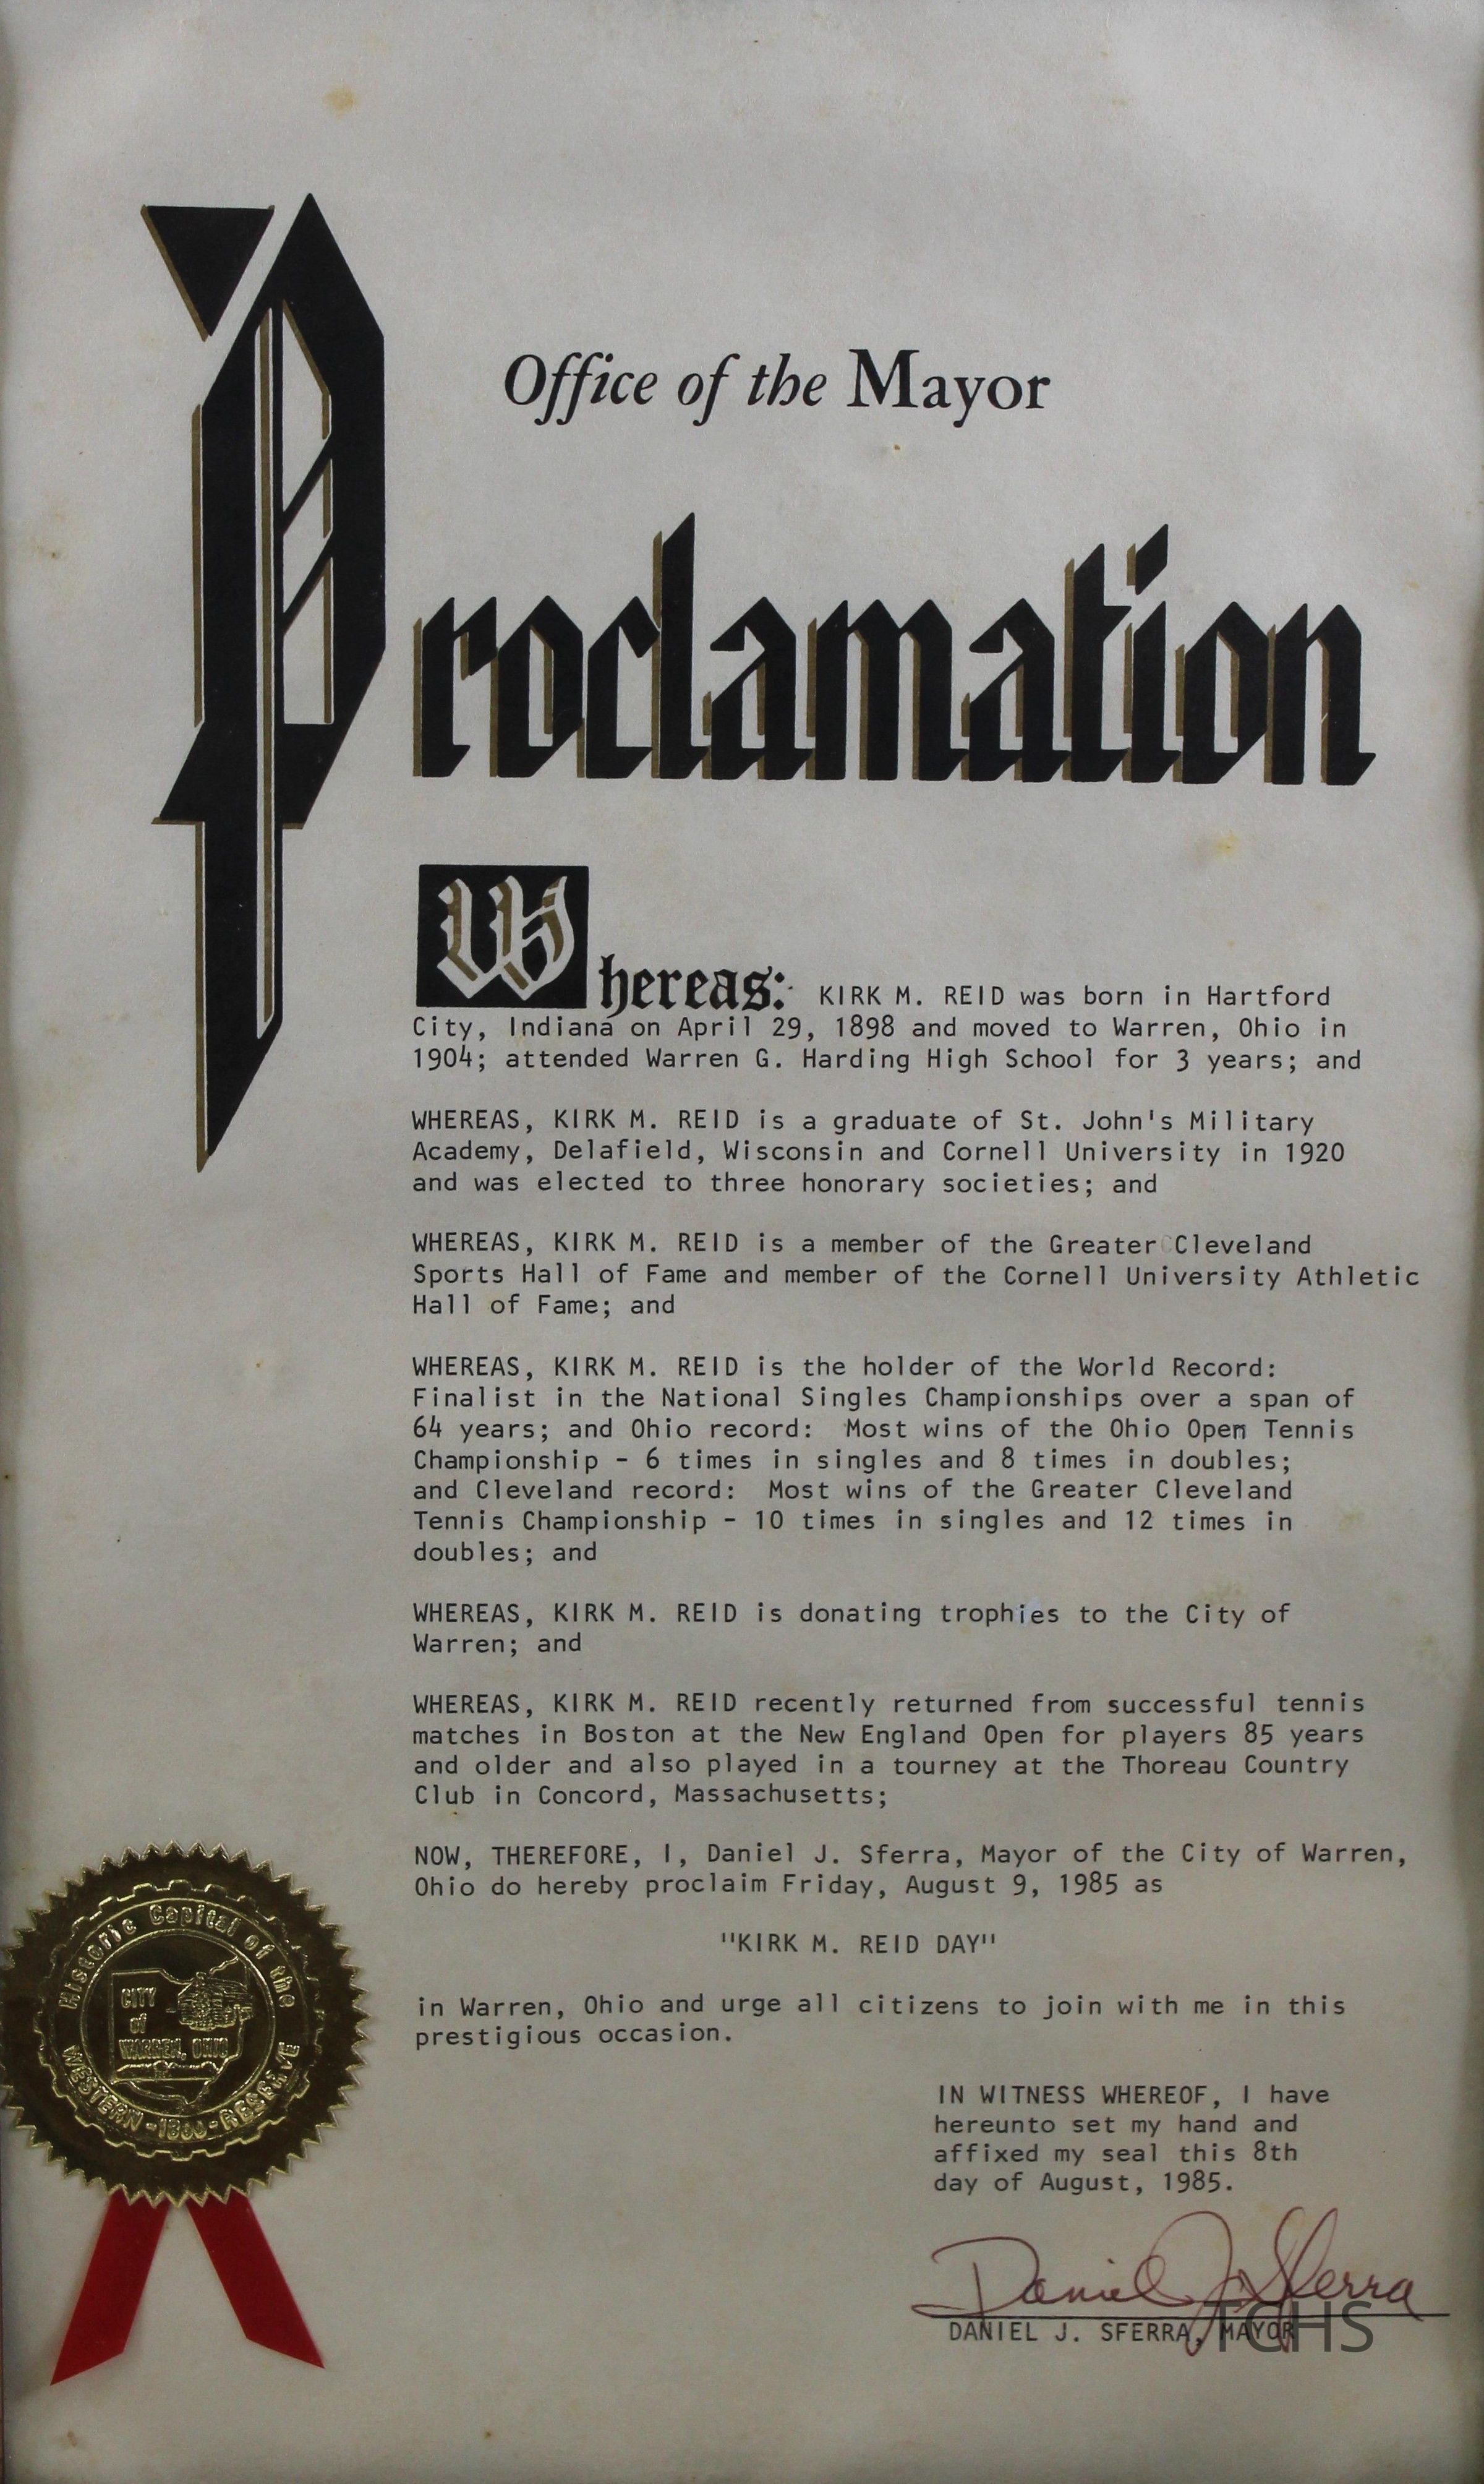 Office of the Mayor
Proclamation
Whereas: KIRK M. REID was born in Hartford
City, Indiana on April 29, 1898 and moved to Warren, Ohio in
1904; attended Warren G. Harding High School for 3 years; and
WHEREAS, KIRK M. REID is a graduate of St. John's Military
Academy, Delafield, Wisconsin and Cornell University in 1920
and was elected to three honorary societies; and
WHEREAS, KIRK M. REID is a member of the Greater Cleveland
Sports Hall of Fame and member of the Cornell University Athletic
Hall of Fame; and
WHEREAS, KIRK M. REID is the holder of the World Record:
Finalist in the National Singles Championships over a span of
64 years; and Ohio record: Most wins of the Ohio Open Tennis
Championship - 6 times in singles and 8 times in doubles;
and Cleveland record: Most wins of the Greater Cleveland
Tennis Championship - 10 times in singles and 12 times in
doubles; and
WHEREAS, KIRK M. REID is donating trophies to the City of
Warren; and
WHEREAS, KIRK M. REID recently returned from successful tennis
matches in Boston at the New England Open for players 85 years
and older and also played in a tourney at the Thoreau Country
Club in Concord, Massachusetts;
NOW, THEREFORE, I, Daniel J. Sferra, Mayor of the City of Warren,
Ohio do hereby proclaim Friday, August 9, 1985 as
"KIRK M. REID DAY"
in Warren, Ohio and urge all citizens to join with me in this
prestigious occasion.
Historic Capital of the
CITY
of
WARREN, OHIO
WESTERN - 1800 - RESERVE
IN WITNESS WHEREOF, I have
hereunto set my hand and
affixed my seal this 8th
day of August, 1985.
Daniel J. Sferra
DANIEL J. SFERRA, MAYOR
TCHS